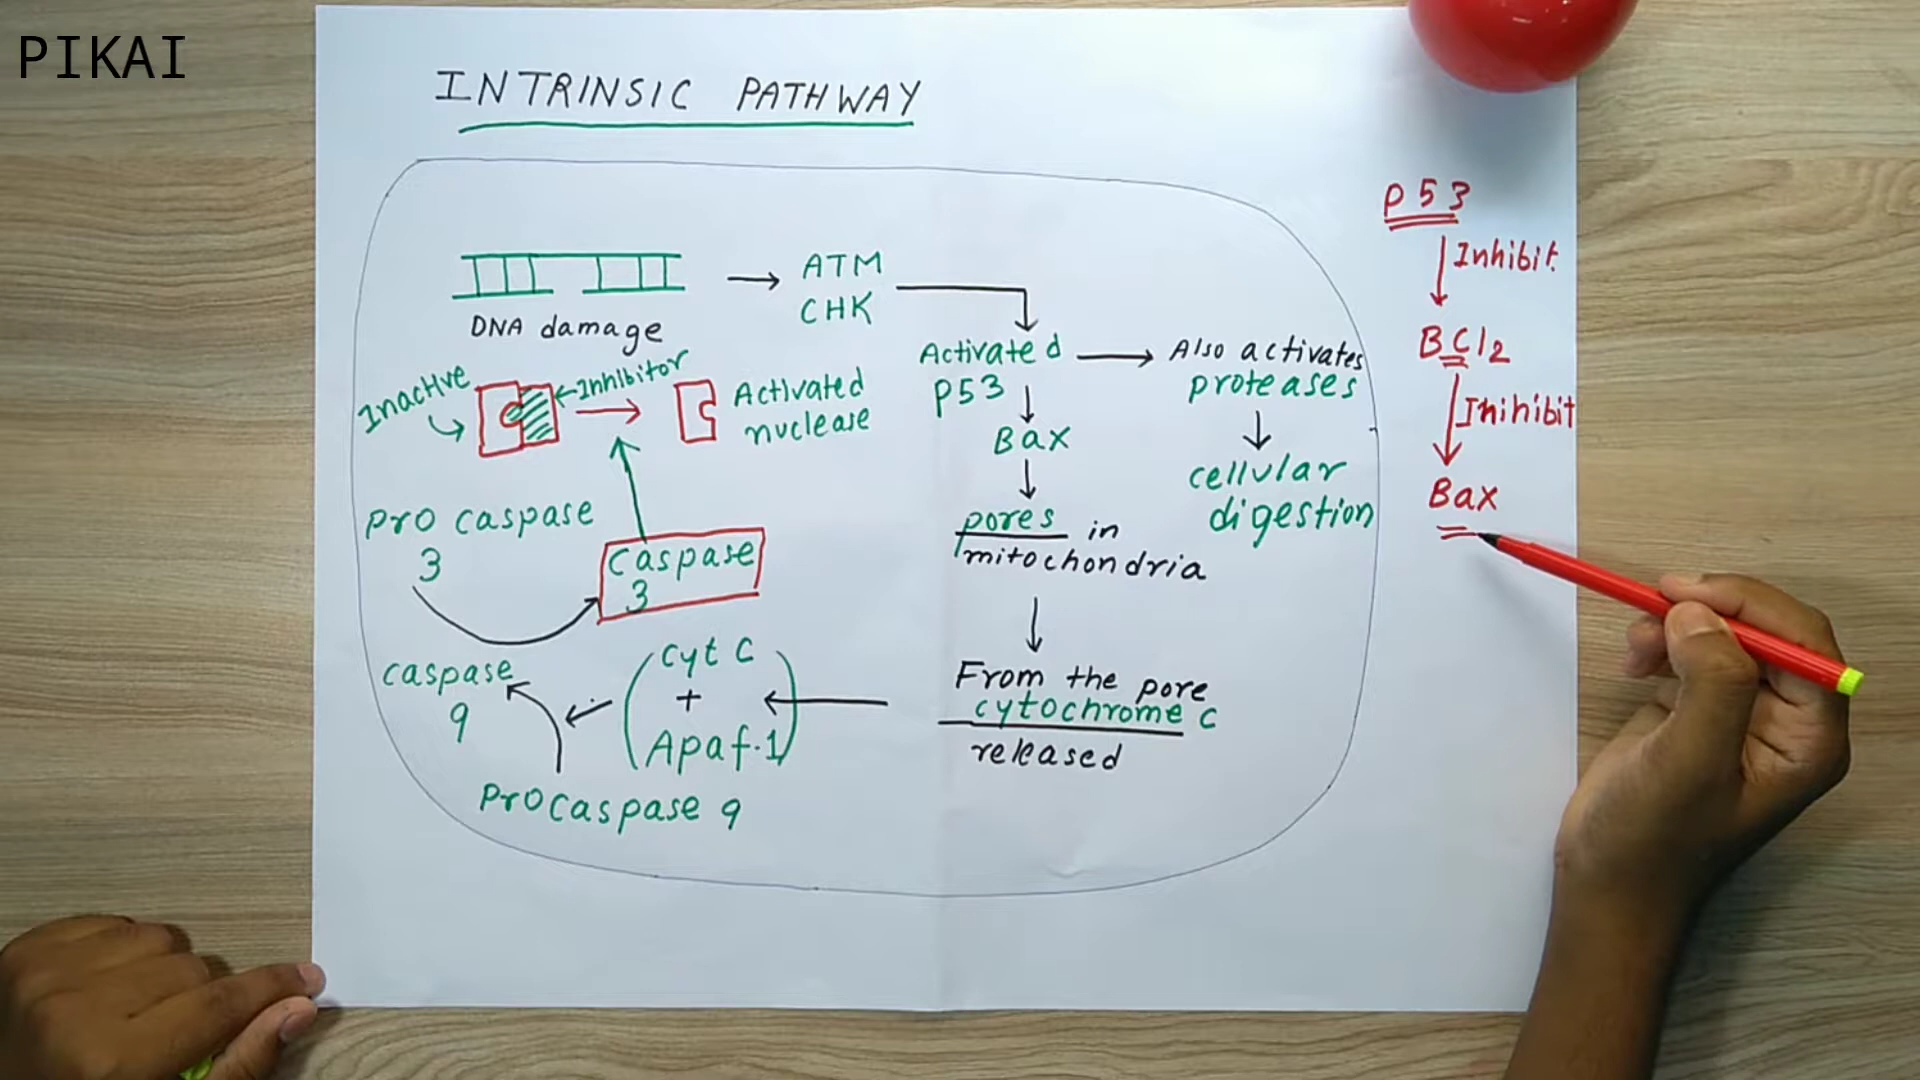 PIKAI
INTRINSIC PATHWAY
DNA damage
ATM
CHK
Activated
P53
Also activates
proteases
cellular
digestion
Bax
pores in
mitochondria
From the pore
cytochrome c
released
Cyt C
+
Apaf-1
Procaspase 9
caspase
9
Pro caspase
3
Caspase
3
Inactive
Inhibitor
Activated
nuclease
P53
Inhibit
BCl2
Inihibit
Bax